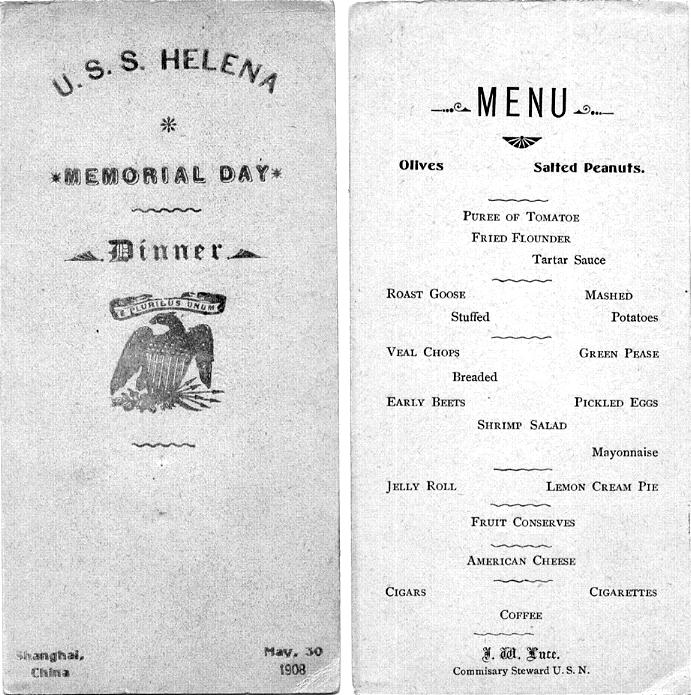 U. S. S. HELENA
*MEMORIAL DAY*
Dinner
E PLURIBUS UNUM
Shanghai, May, 30
China 1908
MENU
Olives Salted Peanuts.
PUREE OF TOMATOE
FRIED FLOUNDER
Tartar Sauce
ROAST GOOSE MASHED
Stuffed Potatoes
VEAL CHOPS GREEN PEASE
Breaded
EARLY BEETS PICKLED EGGS
SHRIMP SALAD
Mayonnaise
JELLY ROLL LEMON CREAM PIE
FRUIT CONSERVES
AMERICAN CHEESE
CIGARS CIGARETTES
COFFEE
J. W. Luce.
Commisary Steward U. S. N.